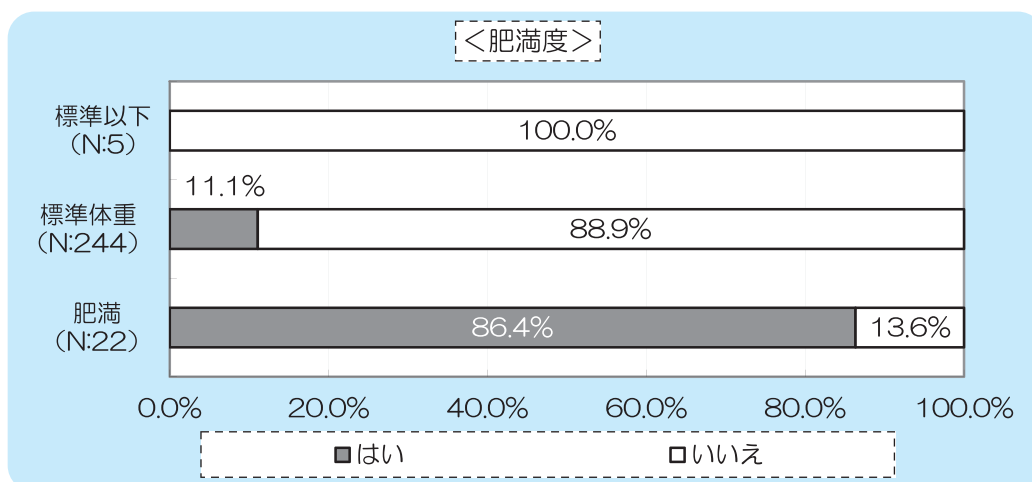 ＜肥満度＞
標準以下
（N:5）
100.0%
11.1%
標準体重
（N:244）
88.9%
肥満
（N:22）
86.4%
13.6%
0.0% 20.0% 40.0% 60.0% 80.0% 100.0%
はい いいえ